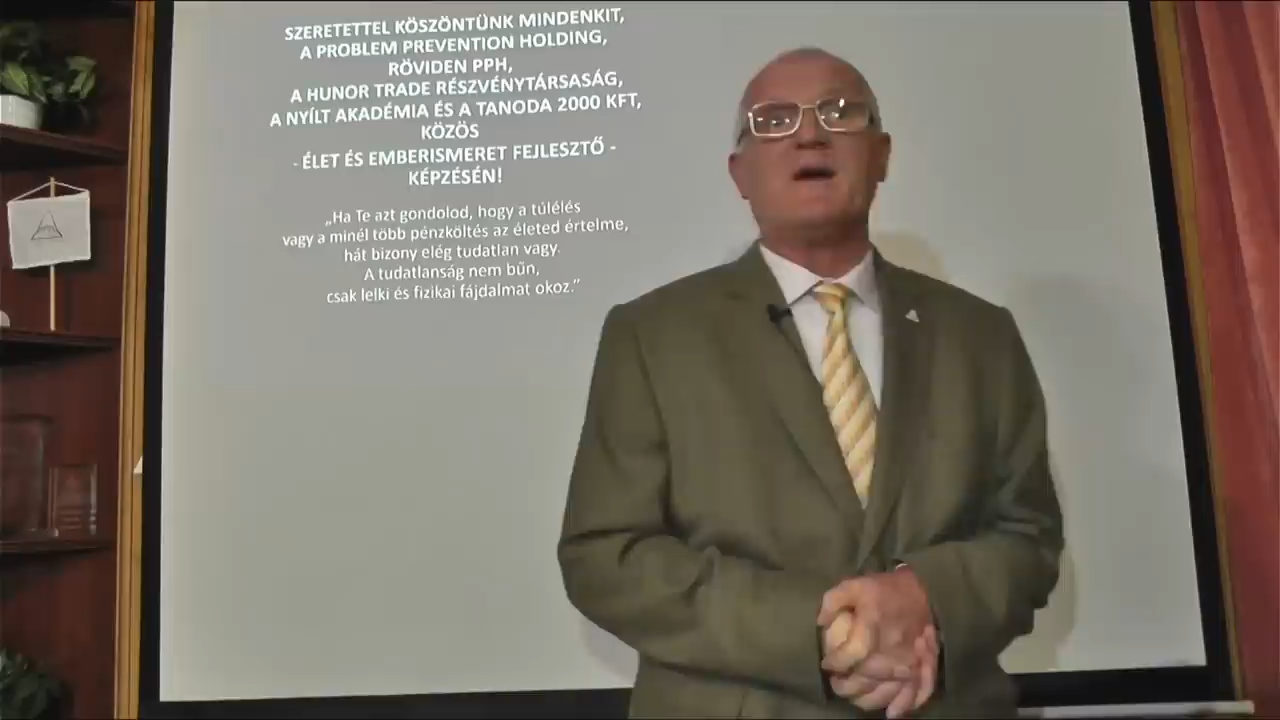 SZERETETTEL KÖSZÖNTÜNK MINDENKIT,
A PROBLEM PREVENTION HOLDING,
RÖVIDEN PPH,
A HUNOR TRADE RÉSZVÉNYTÁRSASÁG,
A NYÍLT AKADÉMIA ÉS A TANODA 2000 KFT,
KÖZÖS
- ÉLET ÉS EMBERISMERET FEJLESZTŐ -
KÉPZÉSÉN!
„Ha Te azt gondolod, hogy a túlélés
vagy a minél több pénzköltés az életed értelme,
hát bizony elég tudatlan vagy.
A tudatlanság nem bűn,
csak lelki és fizikai fájdalmat okoz.”